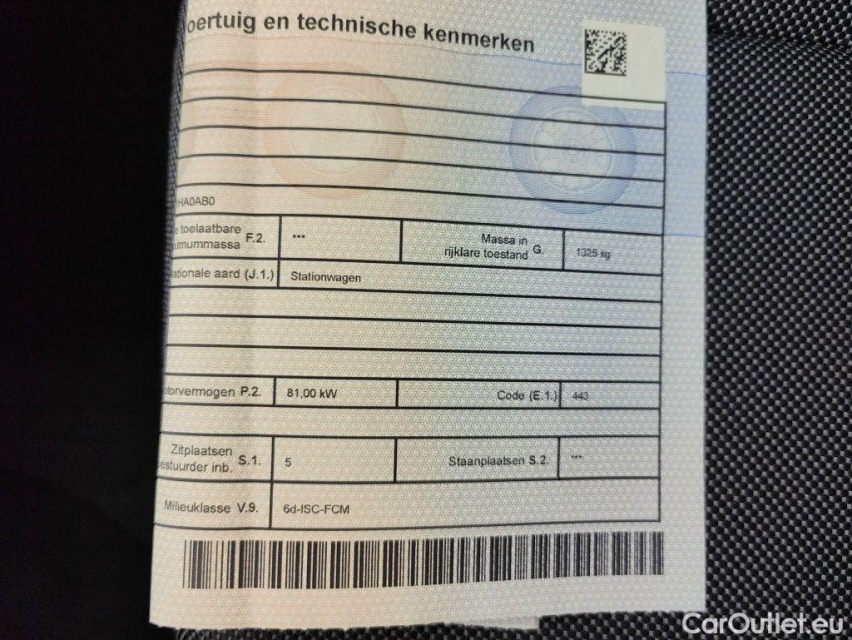 oertuig en technische kenmerken
HA0AB0
toelaatbare
mummassa F.2. *** Massa in
rijklare toestand G. 1325 kg
ationale aard (J.1.) Stationwagen
torvermogen P.2. 81,00 kW Code (E.1.) 443
Zitplaatsen
estuurder inb. S.1. 5 Staanplaatsen S.2. ***
Milieuklasse V.9. 6d-ISC-FCM
CarOutlet.eu